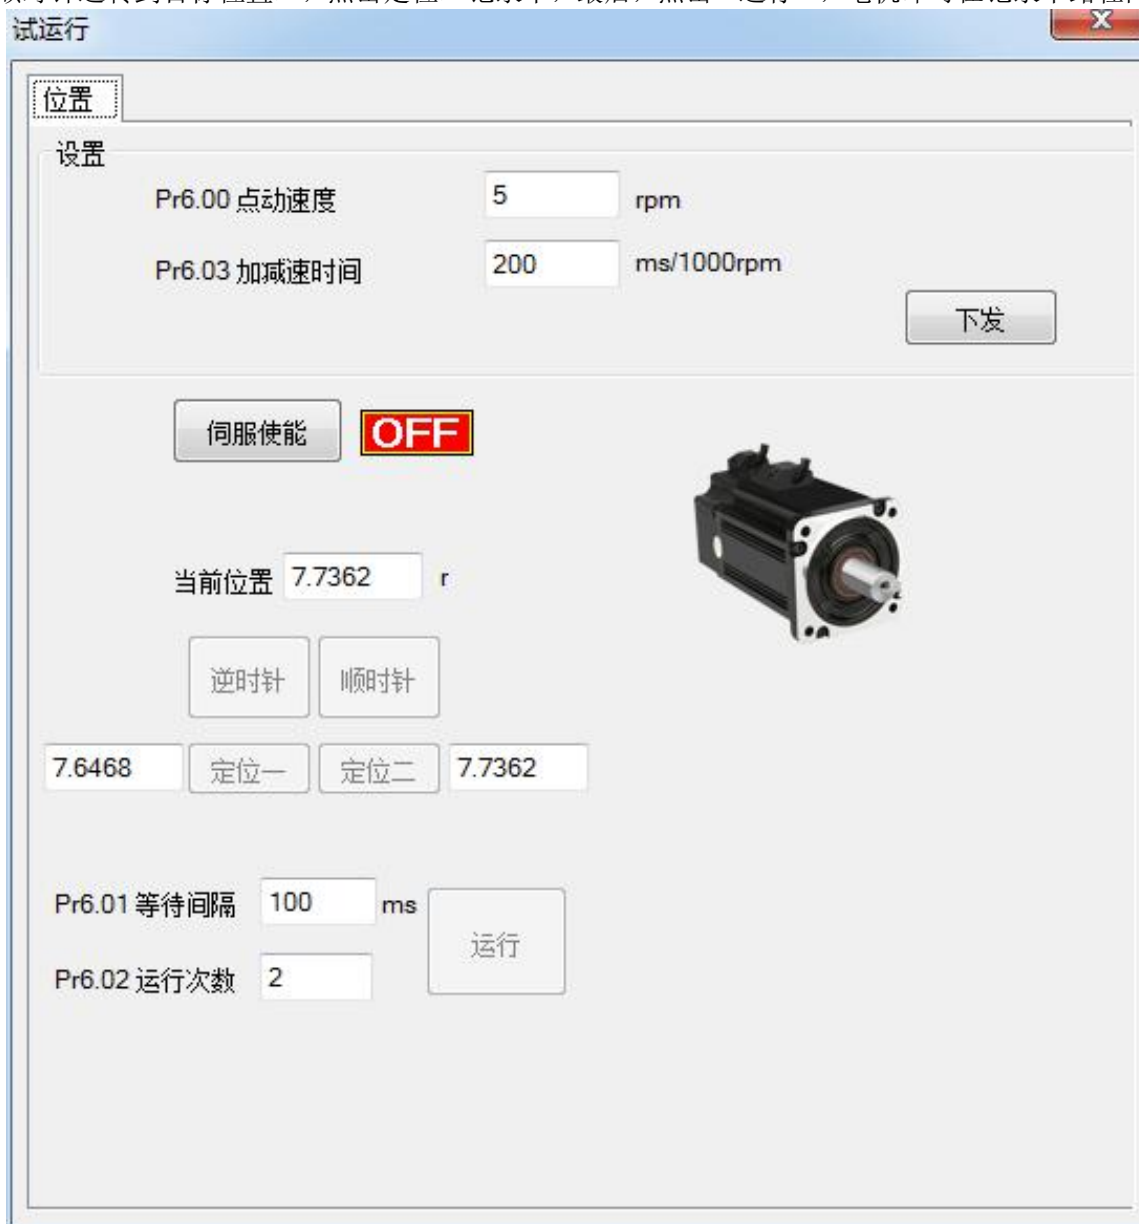 试运行
位置
设置
Pr6.00 点动速度 5 rpm
Pr6.03 加减速时间 200 ms/1000rpm
下发
伺服使能 OFF
当前位置 7.7362 r
逆时针 顺时针
7.6468 定位一 定位二 7.7362
Pr6.01 等待间隔 100 ms
运行
Pr6.02 运行次数 2